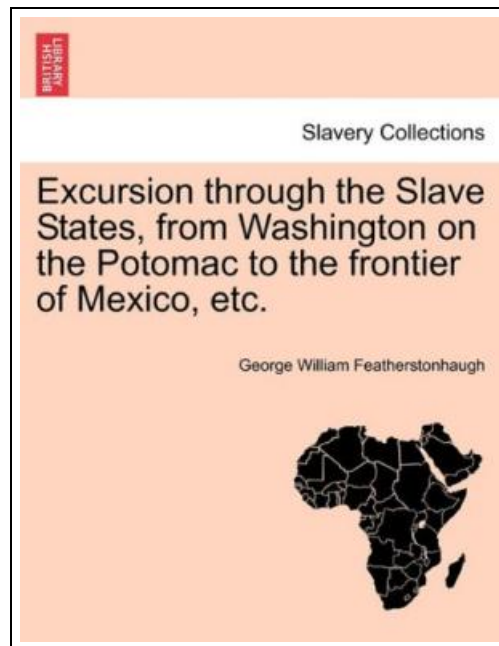 BRITISH
LIBRARY
Slavery Collections
Excursion through the Slave
States, from Washington on
the Potomac to the frontier
of Mexico, etc.
George William Featherstonhaugh